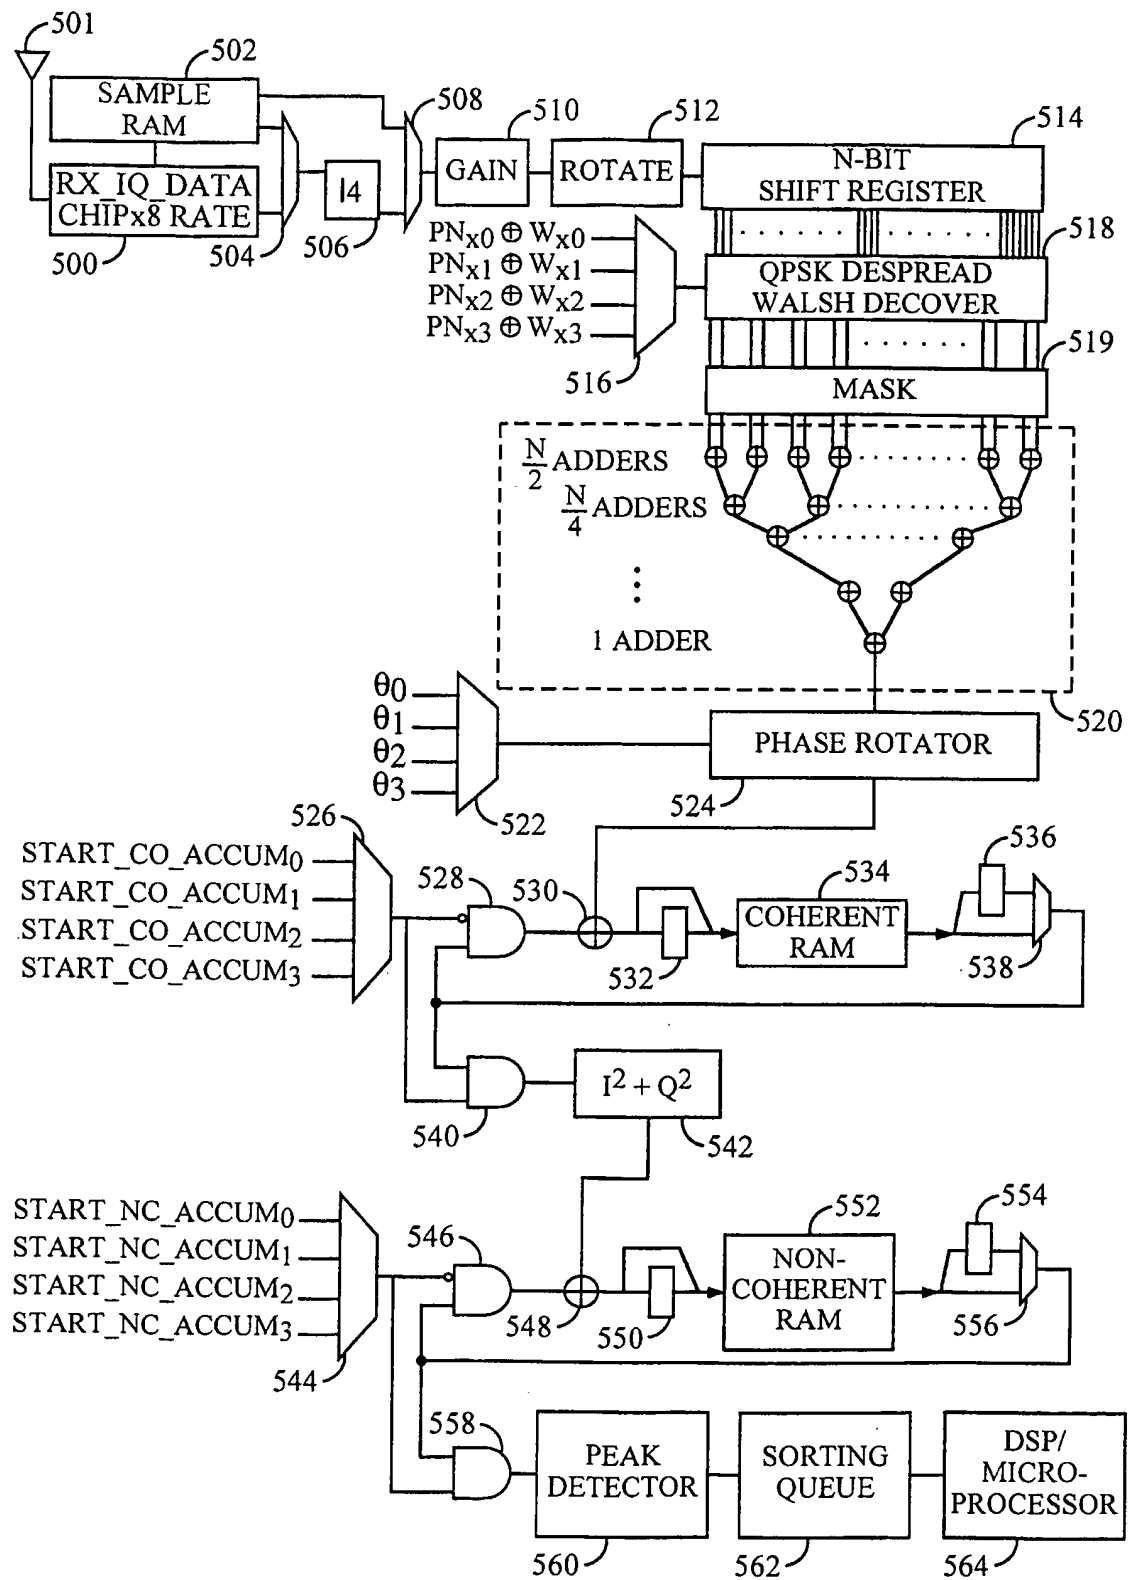 501
502
SAMPLE
RAM
RX_IQ_DATA
CHIPx8 RATE
500
504
I4
506
508
GAIN
510
ROTATE
512
N-BIT
SHIFT REGISTER
514
PNx0 ⊕ Wx0
PNx1 ⊕ Wx1
PNx2 ⊕ Wx2
PNx3 ⊕ Wx3
516
QPSK DESPREAD
WALSH DECOVER
518
MASK
519
N/2 ADDERS
N/4 ADDERS
1 ADDER
520
θ0
θ1
θ2
θ3
522
PHASE ROTATOR
524
526
START_CO_ACCUM0
START_CO_ACCUM1
START_CO_ACCUM2
START_CO_ACCUM3
528
530
532
COHERENT
RAM
534
536
538
540
I² + Q²
542
START_NC_ACCUM0
START_NC_ACCUM1
START_NC_ACCUM2
START_NC_ACCUM3
544
546
548
550
NON-
COHERENT
RAM
552
554
556
558
PEAK
DETECTOR
560
SORTING
QUEUE
562
DSP/
MICRO-
PROCESSOR
564